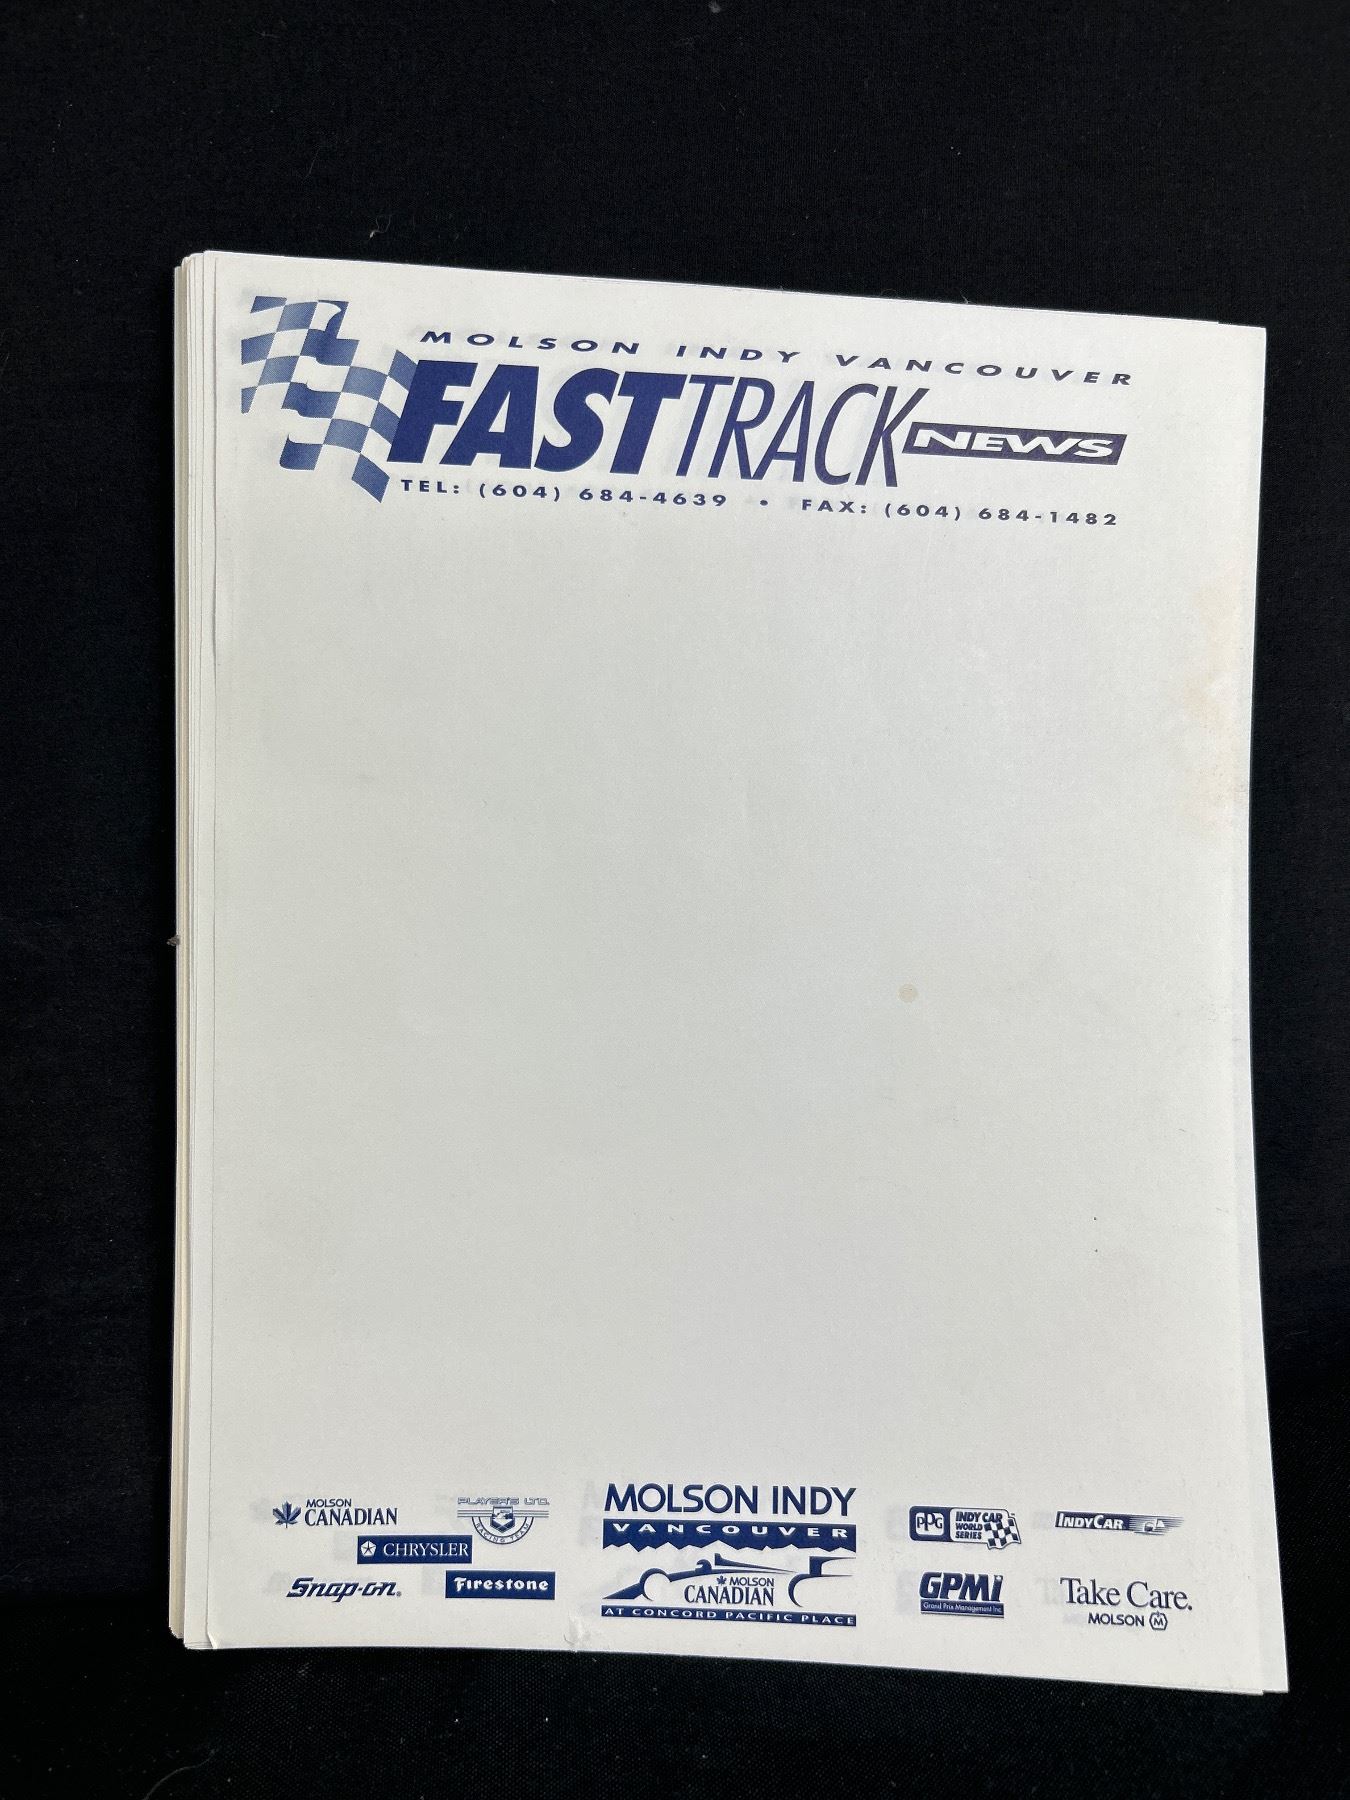 MOLSON INDY VANCOUVER
FASTTRACK NEWS
TEL: (604) 684-4639 • FAX: (604) 684-1482
MOLSON
CANADIAN
PLAYER'S LTD.
RACING TEAM
CHRYSLER
Snap-on®
Firestone
MOLSON INDY
VANCOUVER
MOLSON
CANADIAN
AT CONCORD PACIFIC PLACE
PPG INDY CAR
WORLD
SERIES
INDYCAR
GPMI
Grand Prix Management Inc.
Take Care.
MOLSON M